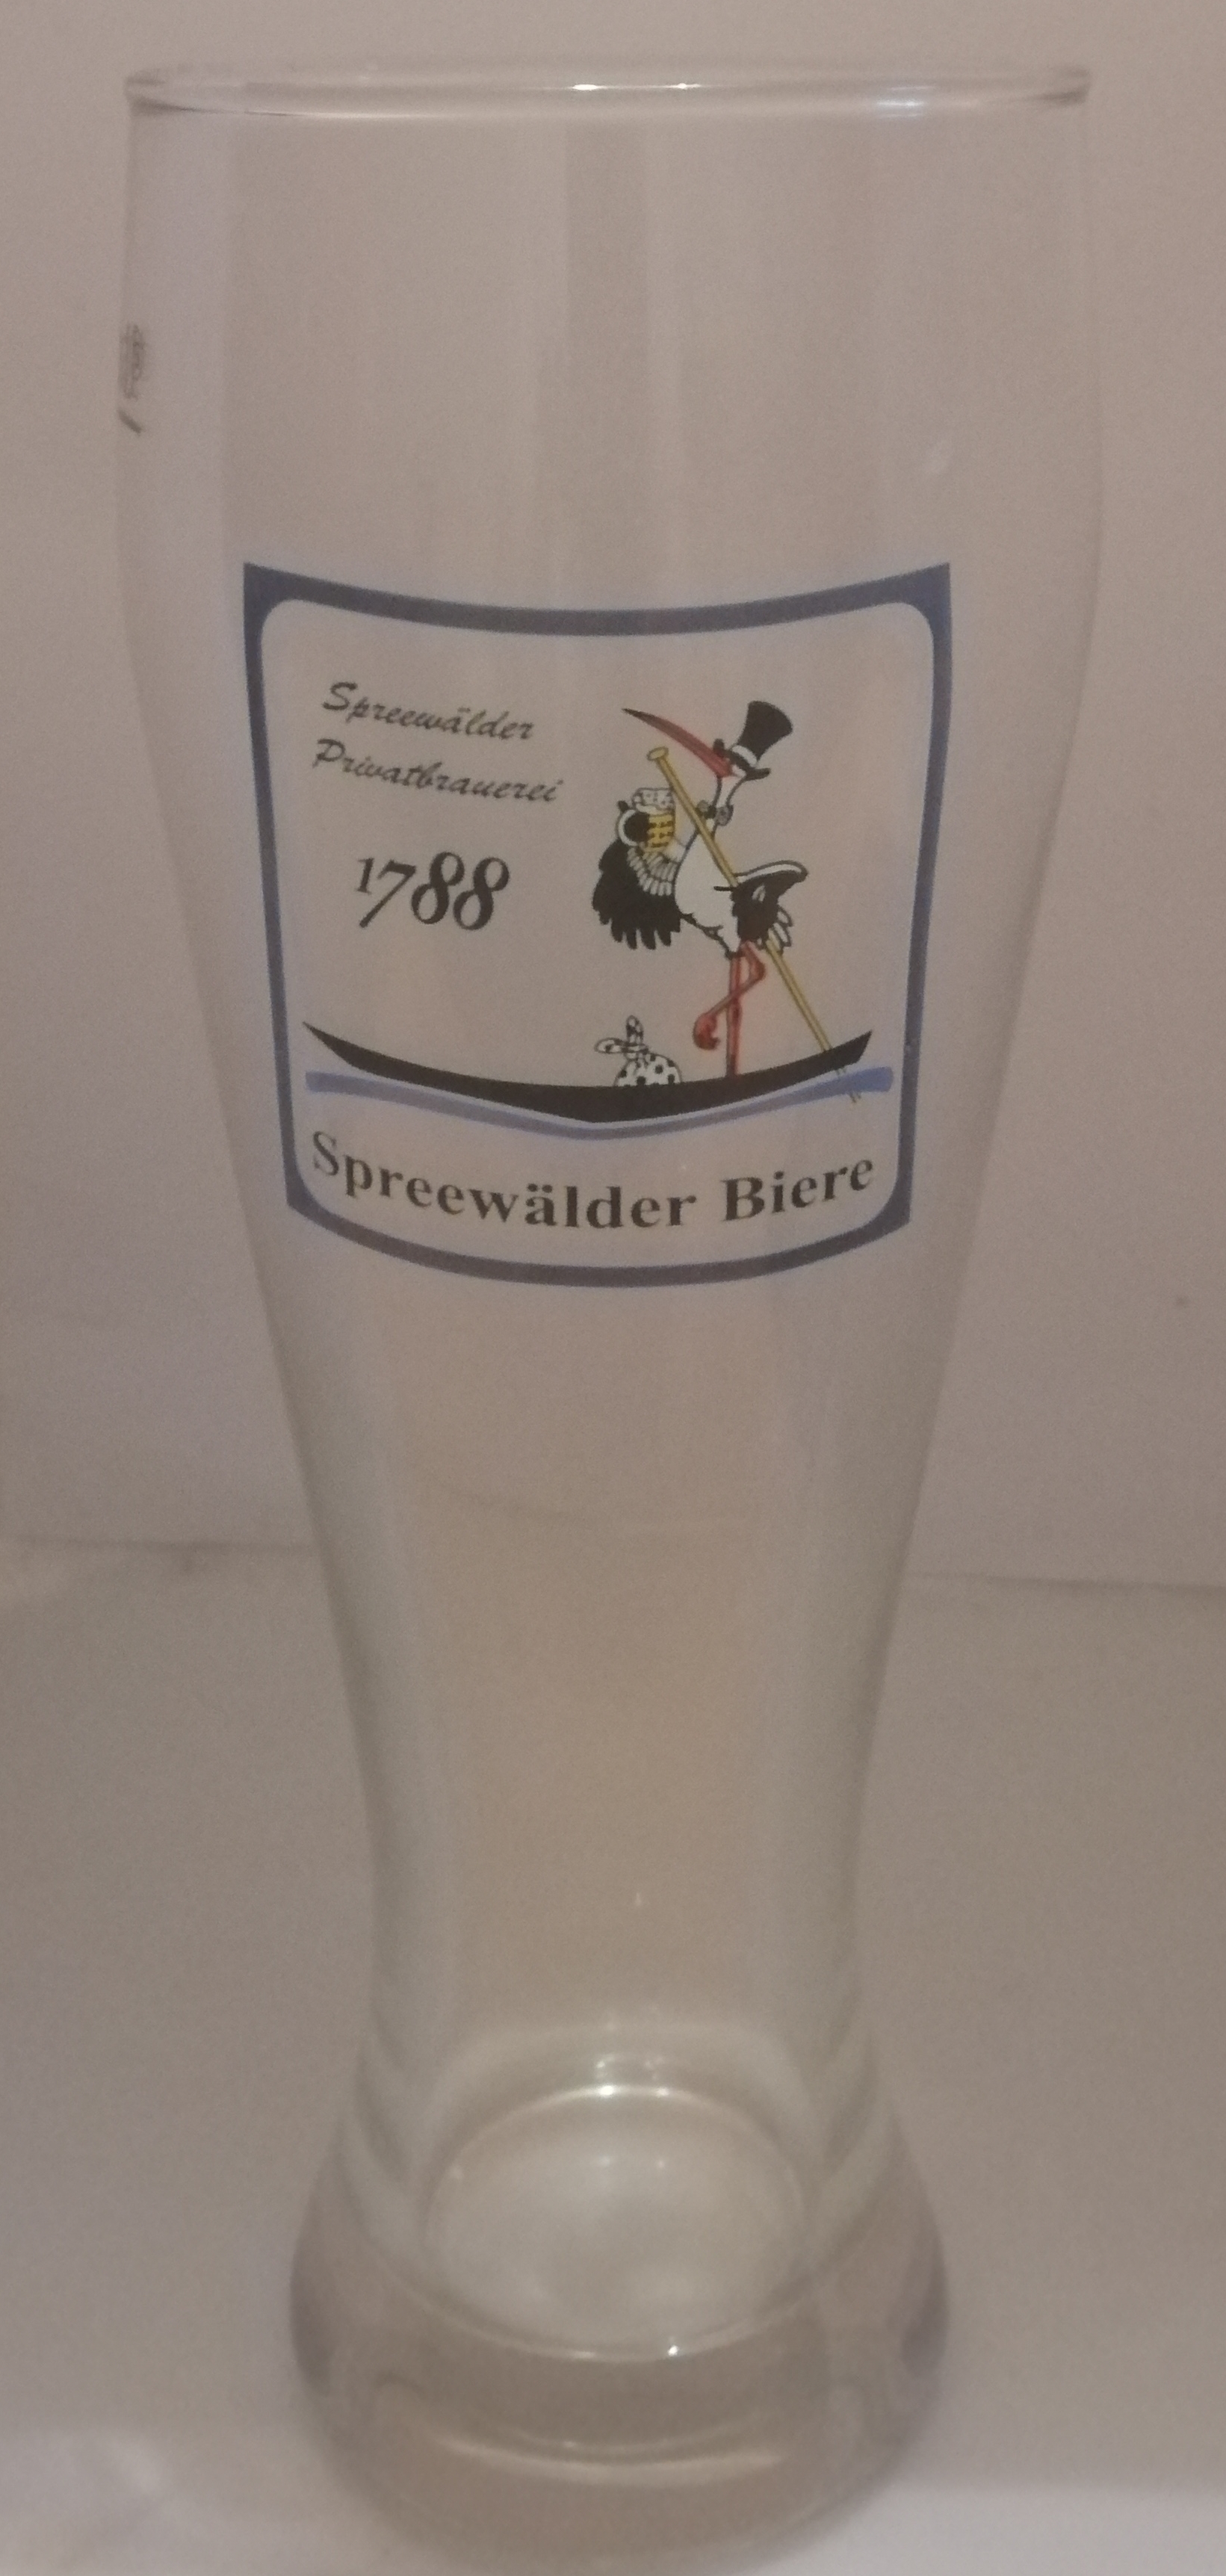 Spreewälder
Privatbrauerei
1788
Spreewälder Biere